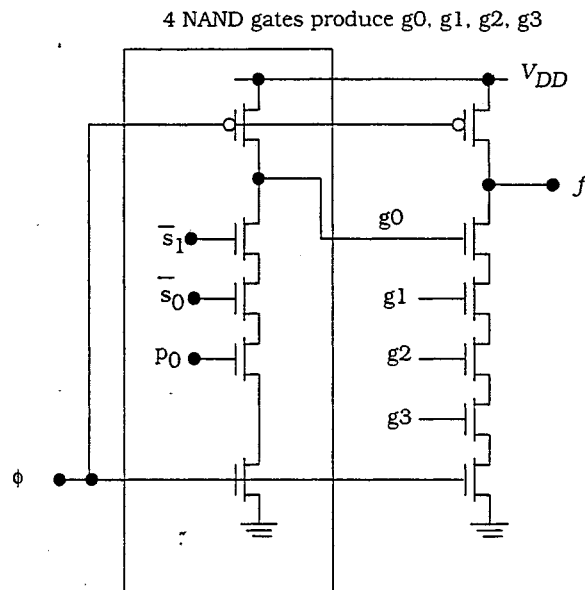 4 NAND gates produce g0, g1, g2, g3
V_DD
f
g0
s̅₁
s̅₀
g1
p₀
g2
g3
ϕ